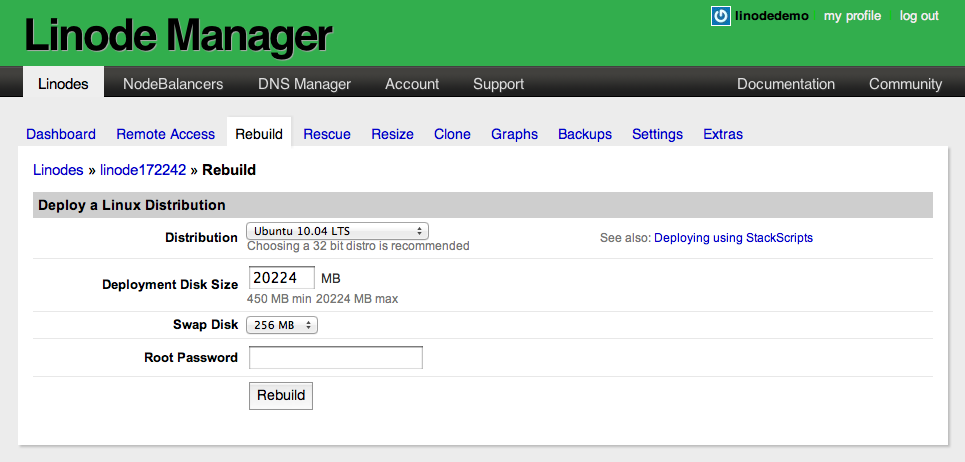 Linode Manager
linodedemo my profile log out
Linodes NodeBalancers DNS Manager Account Support Documentation Community
Dashboard Remote Access Rebuild Rescue Resize Clone Graphs Backups Settings Extras
Linodes » linode172242 » Rebuild
Deploy a Linux Distribution
Distribution Ubuntu 10.04 LTS
Choosing a 32 bit distro is recommended
See also: Deploying using StackScripts
Deployment Disk Size 20224 MB
450 MB min 20224 MB max
Swap Disk 256 MB
Root Password
Rebuild